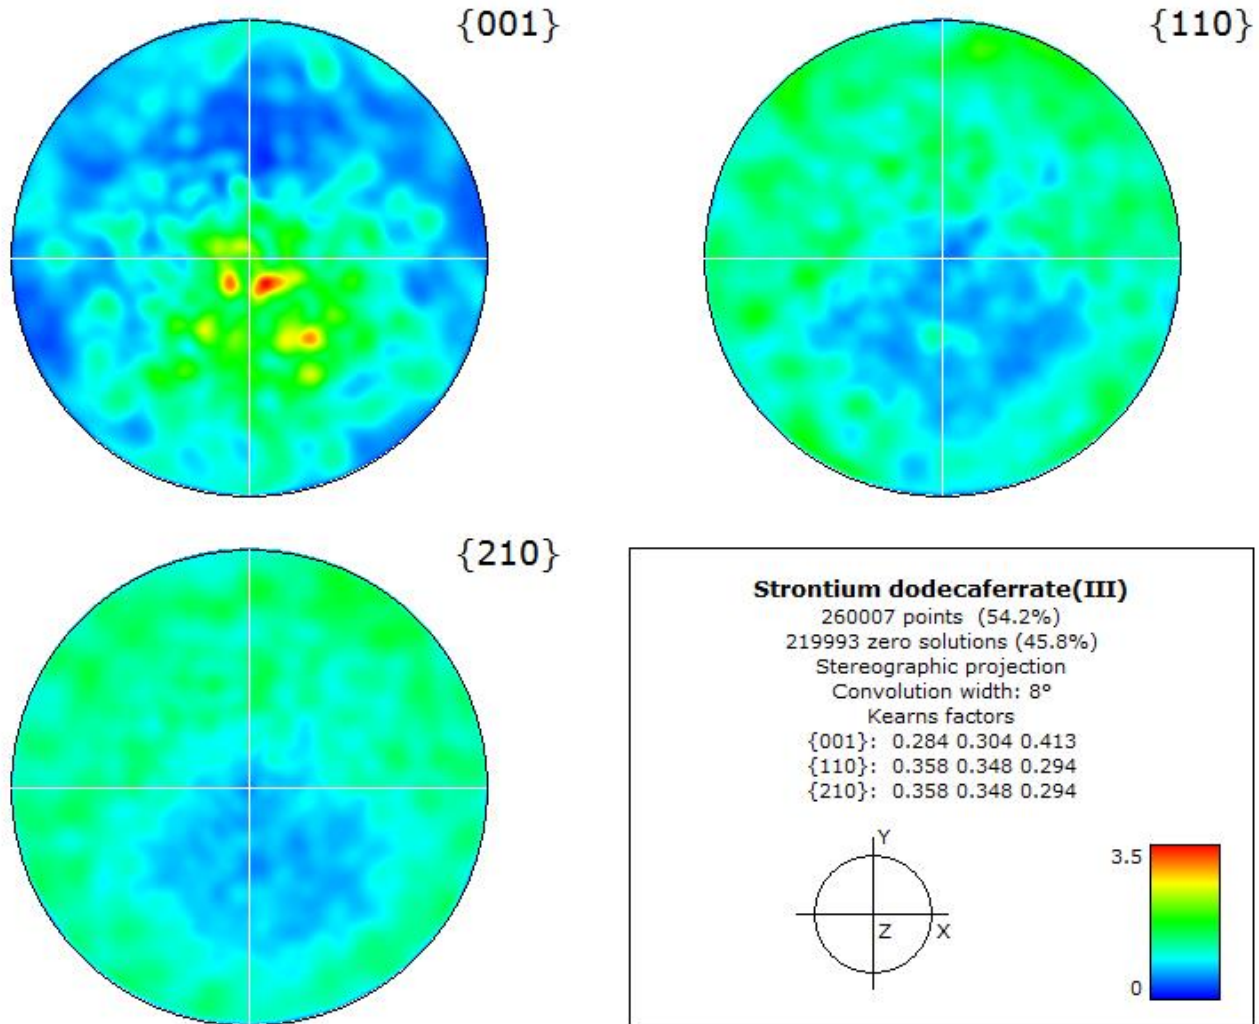 {001}
{110}
{210}
Strontium dodecaferrate(III)
260007 points (54.2%)
219993 zero solutions (45.8%)
Stereographic projection
Convolution width: 8°
Kearns factors
{001}: 0.284 0.304 0.413
{110}: 0.358 0.348 0.294
{210}: 0.358 0.348 0.294
Y
Z
X
3.5
0